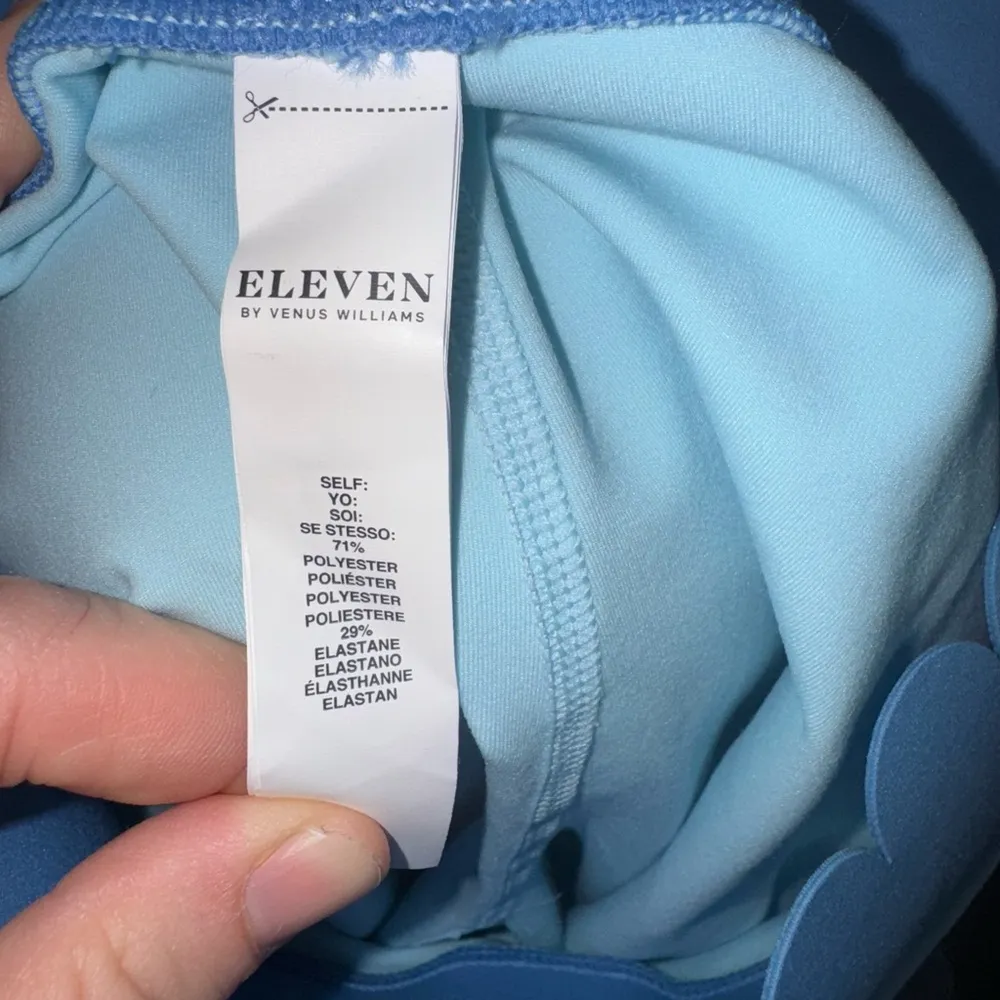 ELEVEN
BY VENUS WILLIAMS
SELF:
YO:
SOI:
SE STESSO:
71%
POLYESTER
POLIÉSTER
POLYESTER
POLIESTERE
29%
ELASTANE
ELASTANO
ÉLASTHANNE
ELASTAN